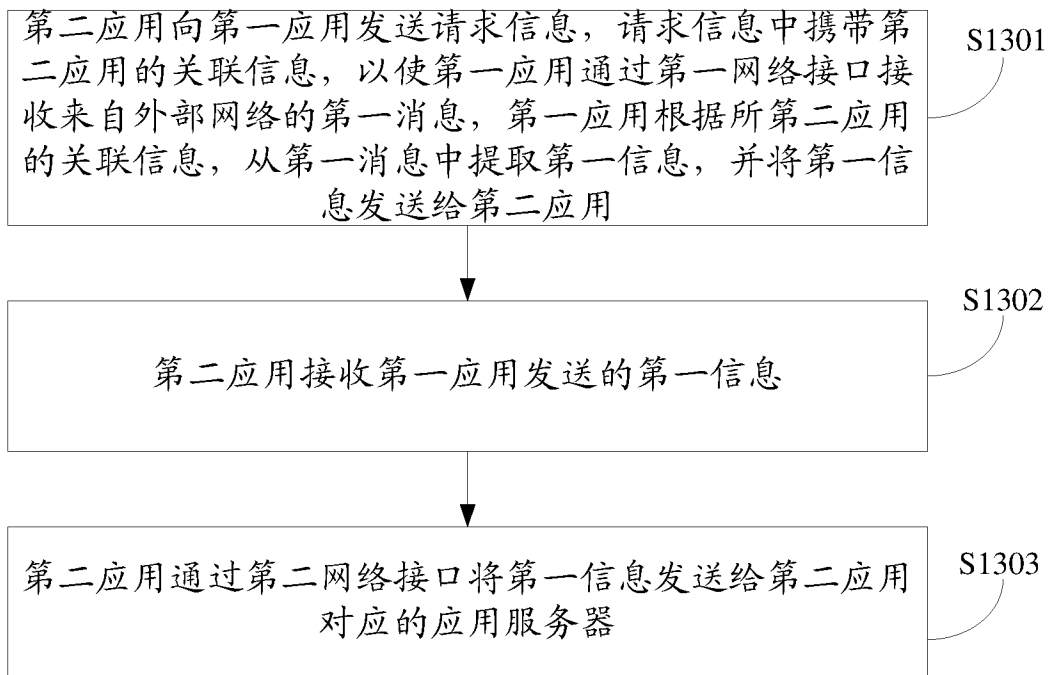 第二应用向第一应用发送请求信息，请求信息中携带第
二应用的关联信息，以使第一应用通过第一网络接口接
收来自外部网络的第一消息，第一应用根据所第二应用
的关联信息，从第一消息中提取第一信息，并将第一信
息发送给第二应用
S1301
第二应用接收第一应用发送的第一信息
S1302
第二应用通过第二网络接口将第一信息发送给第二应用
对应的应用服务器
S1303